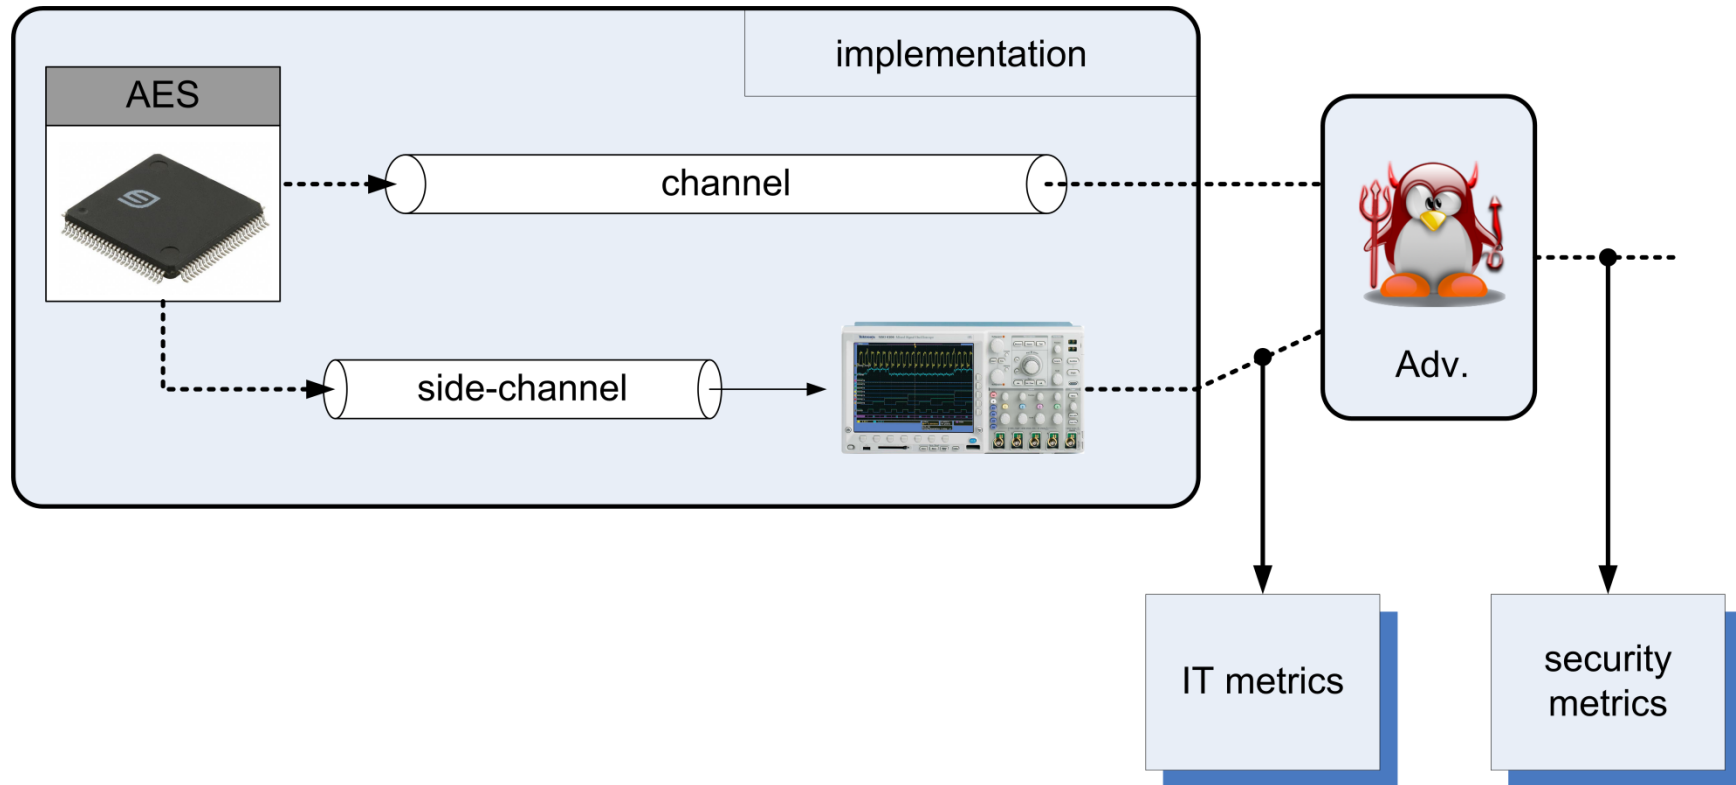 implementation
AES
channel
side-channel
Adv.
IT metrics
security
metrics